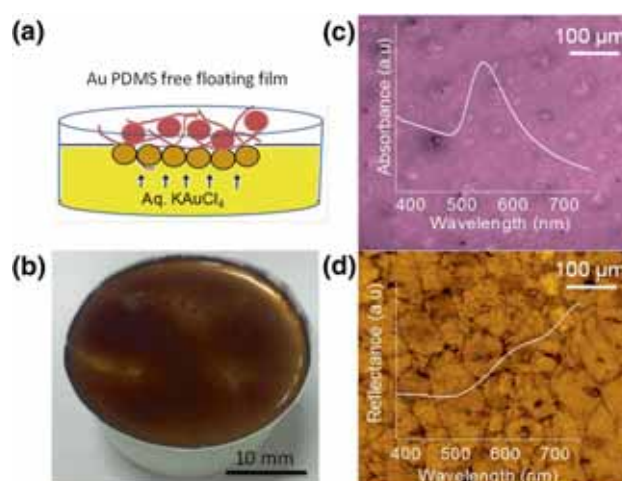 (a)
Au PDMS free floating film
Aq. KAuCl₄
(b)
10 mm
(c)
100 µm
Absorbance (a.u)
400 500 600 700
Wavelength (nm)
(d)
100 µm
Reflectance (a.u)
400 500 600 700
Wavelength (nm)